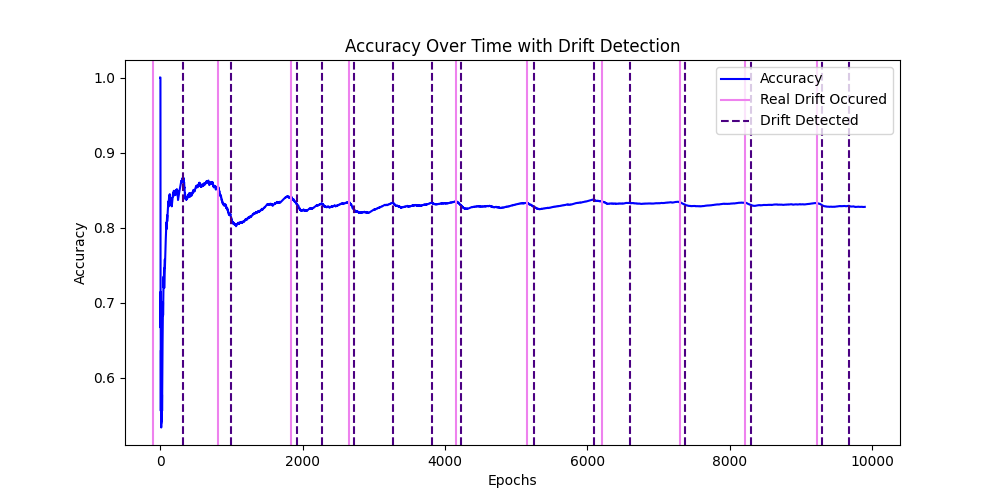 Accuracy Over Time with Drift Detection
Accuracy
Real Drift Occured
Drift Detected
Accuracy
1.0
0.9
0.8
0.7
0.6
0
2000
4000
6000
8000
10000
Epochs